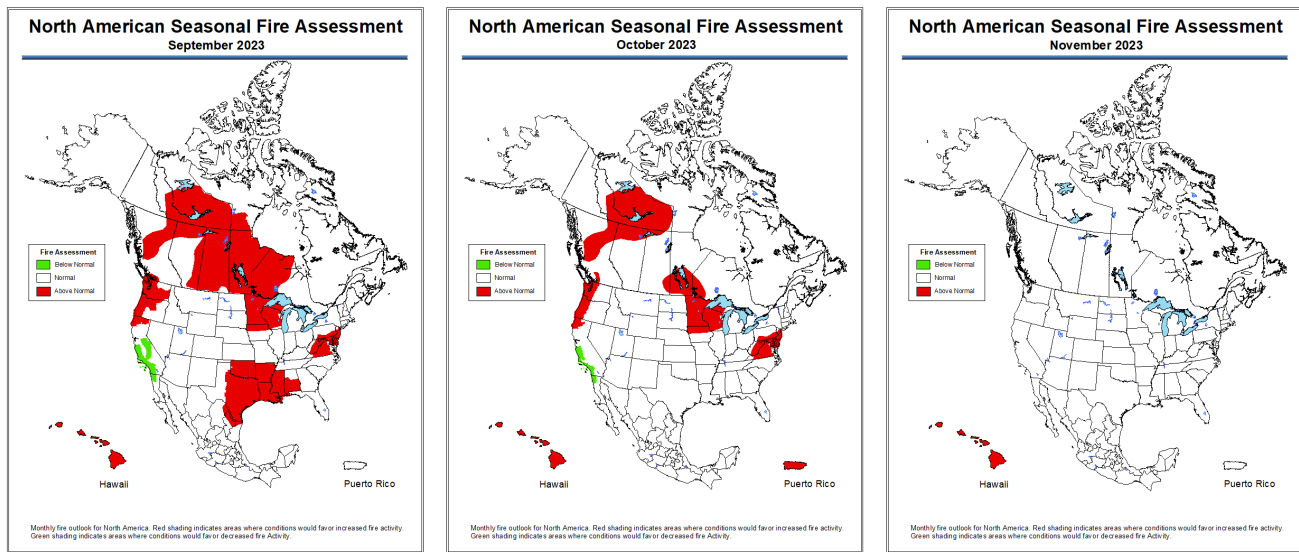 North American Seasonal Fire Assessment
September 2023
Fire Assessment
Below Normal
Normal
Above Normal
Hawaii
Puerto Rico
Monthly fire outlook for North America. Red shading indicates areas where conditions would favor increased fire activity.
Green shading indicates areas where conditions would favor decreased fire Activity.
North American Seasonal Fire Assessment
October 2023
Fire Assessment
Below Normal
Normal
Above Normal
Hawaii
Puerto Rico
Monthly fire outlook for North America. Red shading indicates areas where conditions would favor increased fire activity.
Green shading indicates areas where conditions would favor decreased fire Activity.
North American Seasonal Fire Assessment
November 2023
Fire Assessment
Below Normal
Normal
Above Normal
Hawaii
Puerto Rico
Monthly fire outlook for North America. Red shading indicates areas where conditions would favor increased fire activity.
Green shading indicates areas where conditions would favor decreased fire Activity.